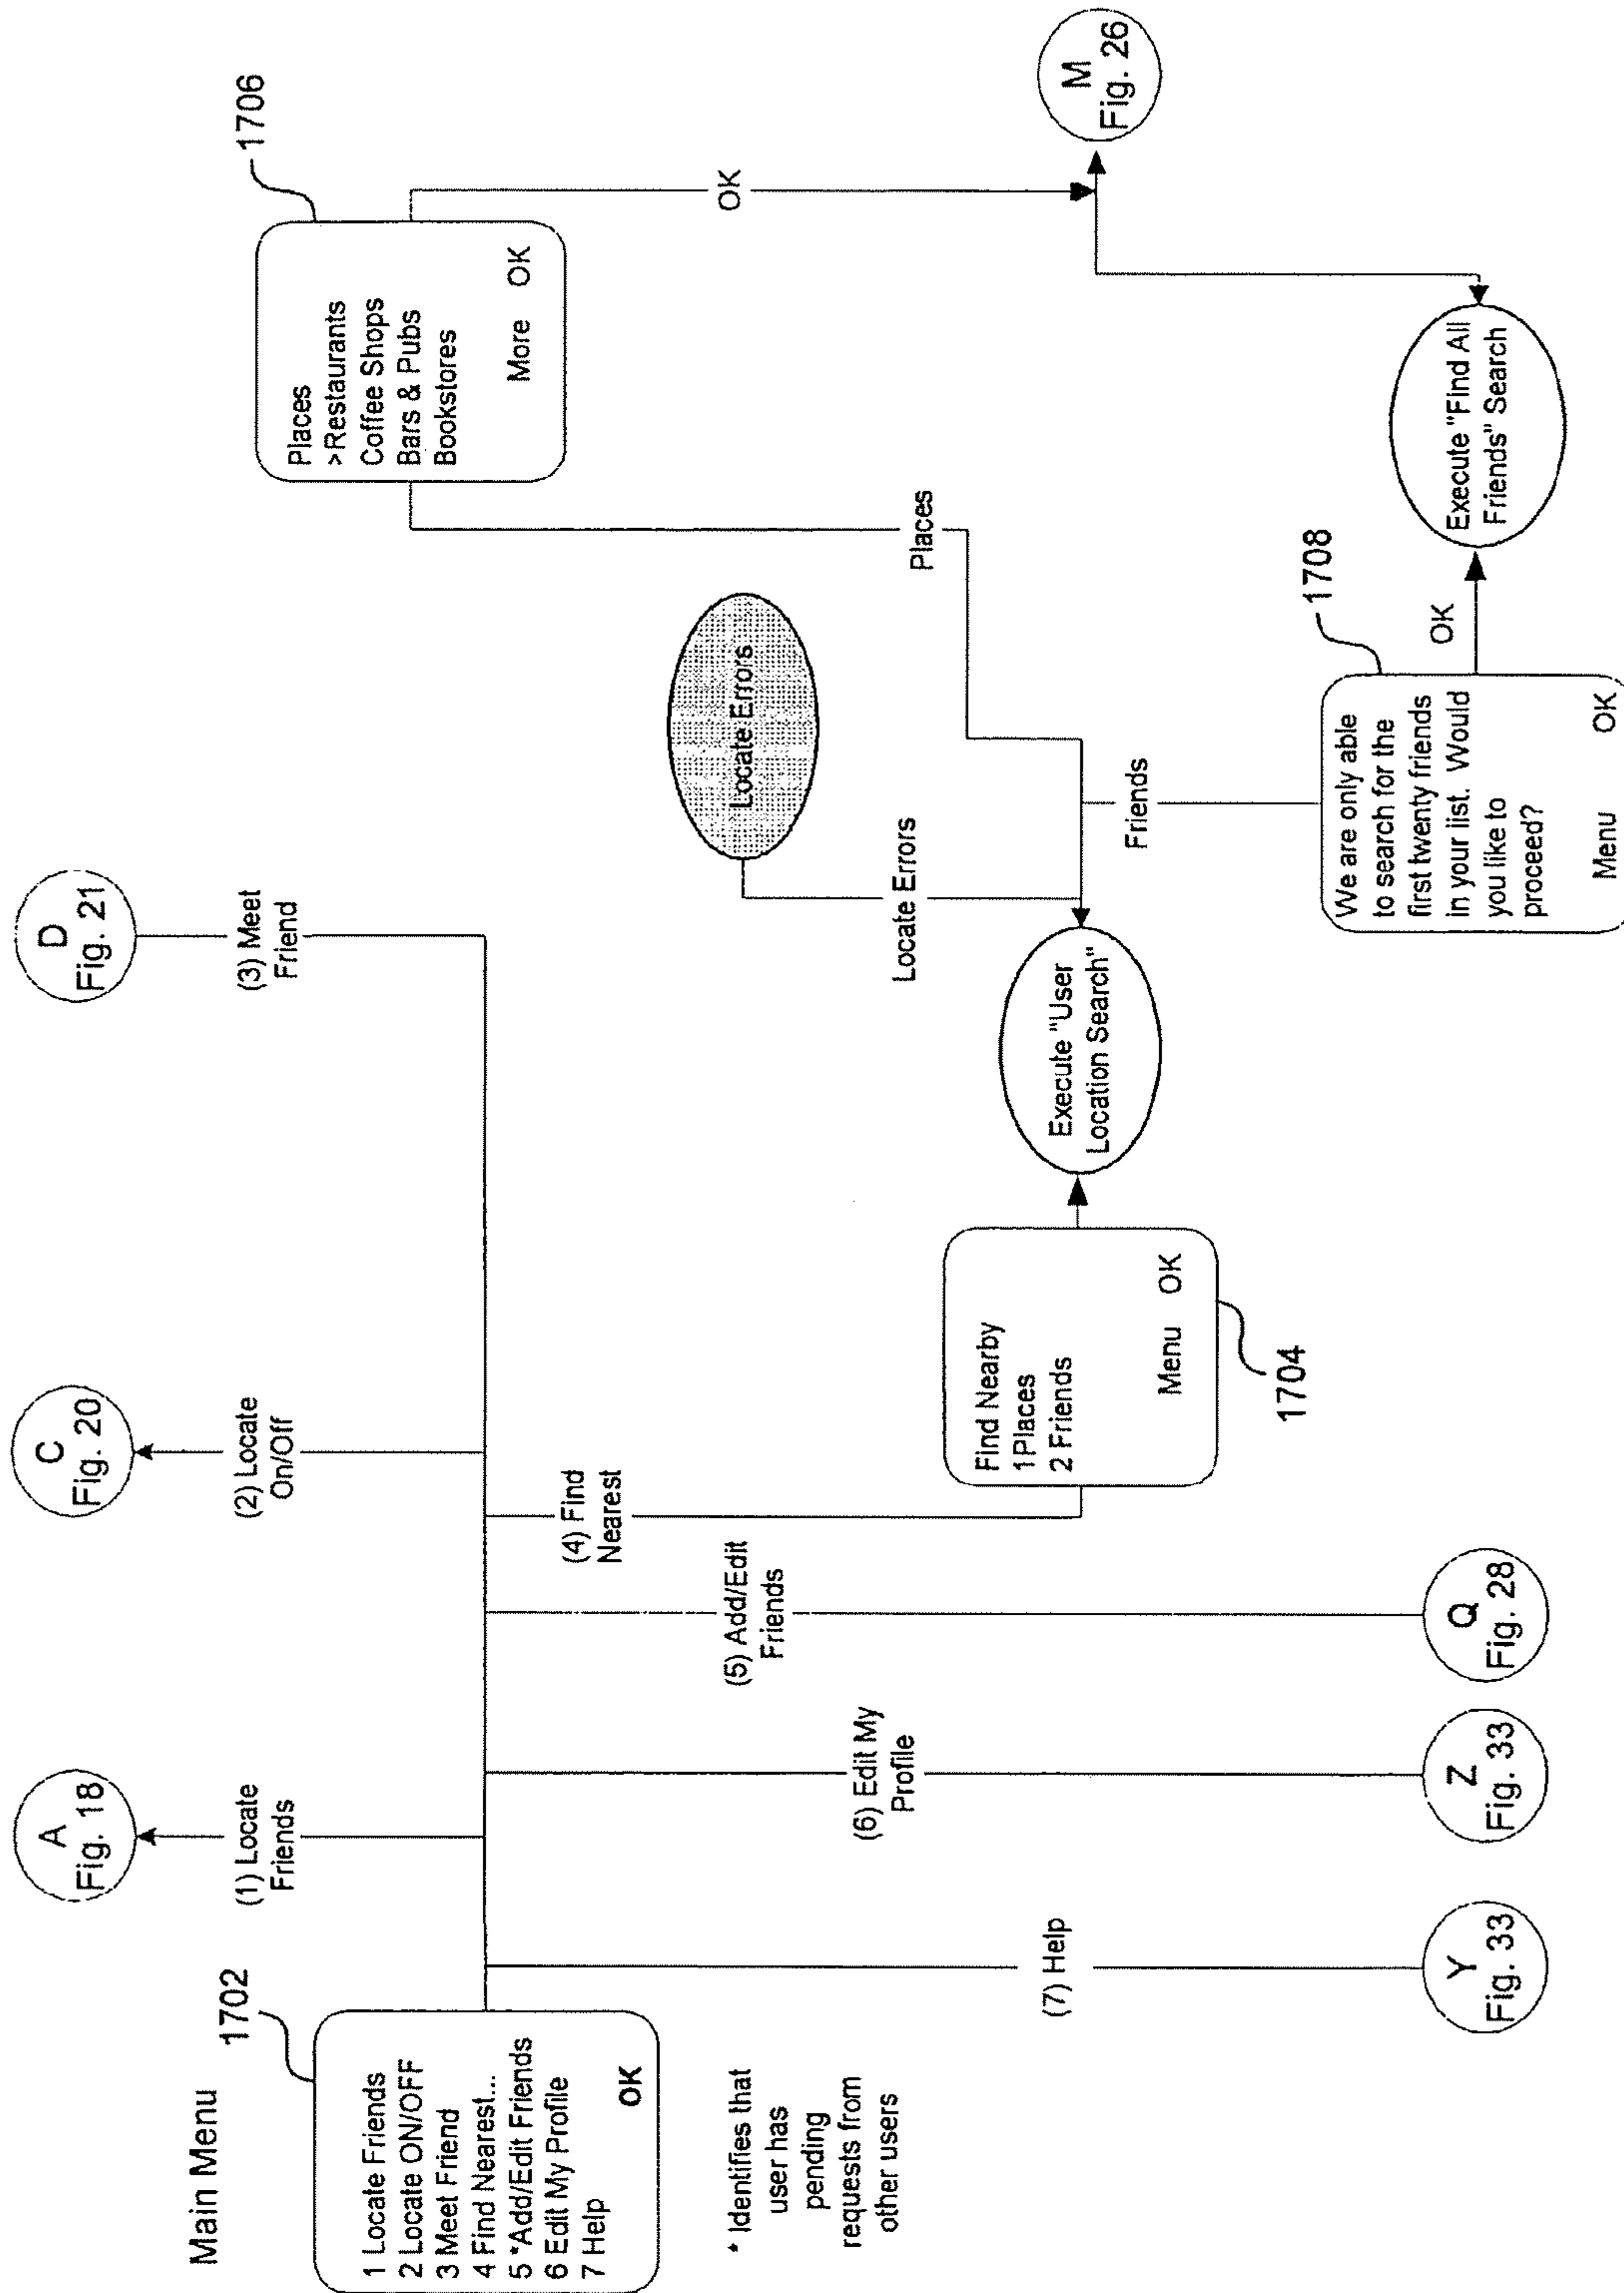 Main Menu
1702
1 Locate Friends
2 Locate ON/OFF
3 Meet Friend
4 Find Nearest...
5 *Add/Edit Friends
6 Edit My Profile
7 Help
OK
* Identifies that
user has
pending
requests from
other users
A
Fig. 18
(1) Locate
Friends
C
Fig. 20
(2) Locate
On/Off
D
Fig. 21
(3) Meet
Friend
(4) Find
Nearest
(5) Add/Edit
Friends
(6) Edit My
Profile
(7) Help
Y
Fig. 33
Z
Fig. 33
Q
Fig. 28
Find Nearby
1Places
2 Friends
Menu OK
1704
Execute "User
Location Search"
Locate Errors
Locate Errors
Places
Friends
1706
Places
>Restaurants
Coffee Shops
Bars & Pubs
Bookstores
More OK
OK
M
Fig. 26
1708
We are only able
to search for the
first twenty friends
in your list. Would
you like to
proceed?
Menu OK
OK
Execute "Find All
Friends" Search